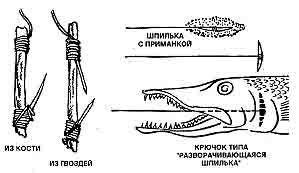 ШПИЛЬКА
С ПРИМАНКОЙ
ИЗ КОСТИ
ИЗ ГВОЗДЕЙ
КРЮЧОК ТИПА
"РАЗВОРАЧИВАЮЩАЯСЯ
ШПИЛЬКА"